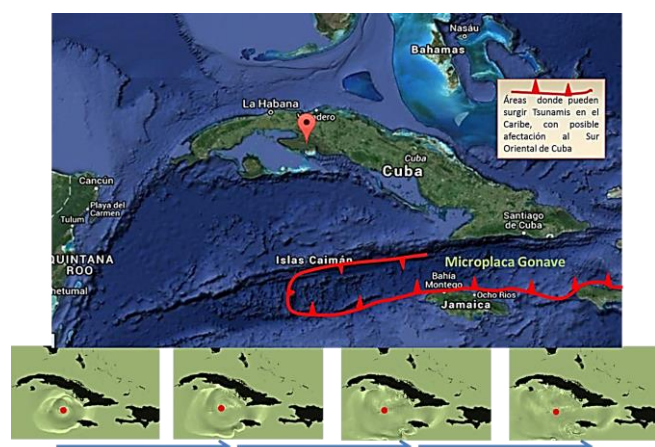 Nasáu
Bahamas
La Habana
Cuba
Cuba
Cancún
Playa del
Carmen
Tulum
QUINTANA
ROO
hetumal
Santiago
de Cuba
Islas Caimán
Microplaca Gonave
Bahía
Montego
Ocho Ríos
Jamaica
Áreas donde pueden
surgir Tsunamis en el
Caribe, con posible
afectación al Sur
Oriental de Cuba